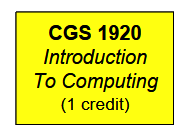 CGS 1920
Introduction
To Computing
(1 credit)